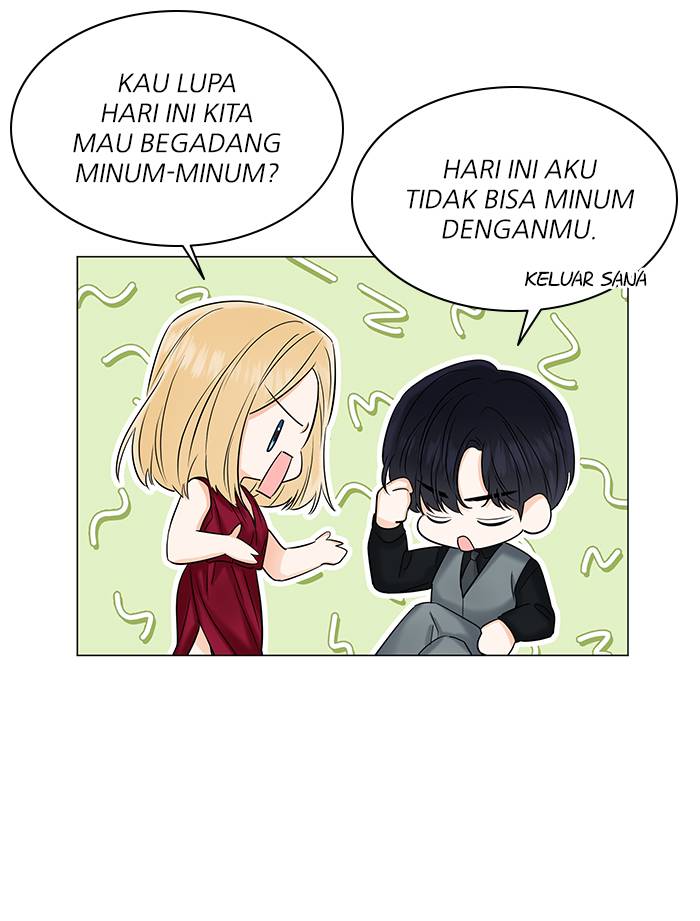 KAU LUPA
HARI INI KITA
MAU BEGADANG
MINUM-MINUM?
HARI INI AKU
TIDAK BISA MINUM
DENGANMU.
KELUAR SANA